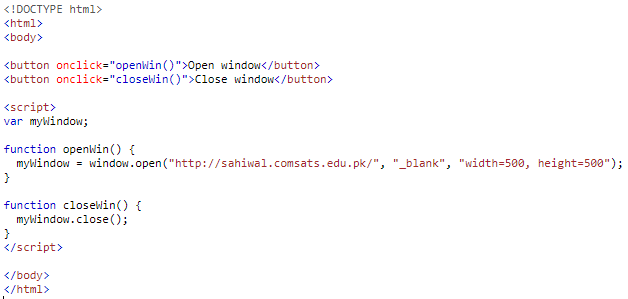 <!DOCTYPE html>
<html>
<body>

<button onclick="openWin()">Open window</button>
<button onclick="closeWin()">Close window</button>

<script>
var myWindow;

function openWin() {
  myWindow = window.open("http://sahiwal.comsats.edu.pk/", "_blank", "width=500, height=500");
}

function closeWin() {
  myWindow.close();
}
</script>

</body>
</html>